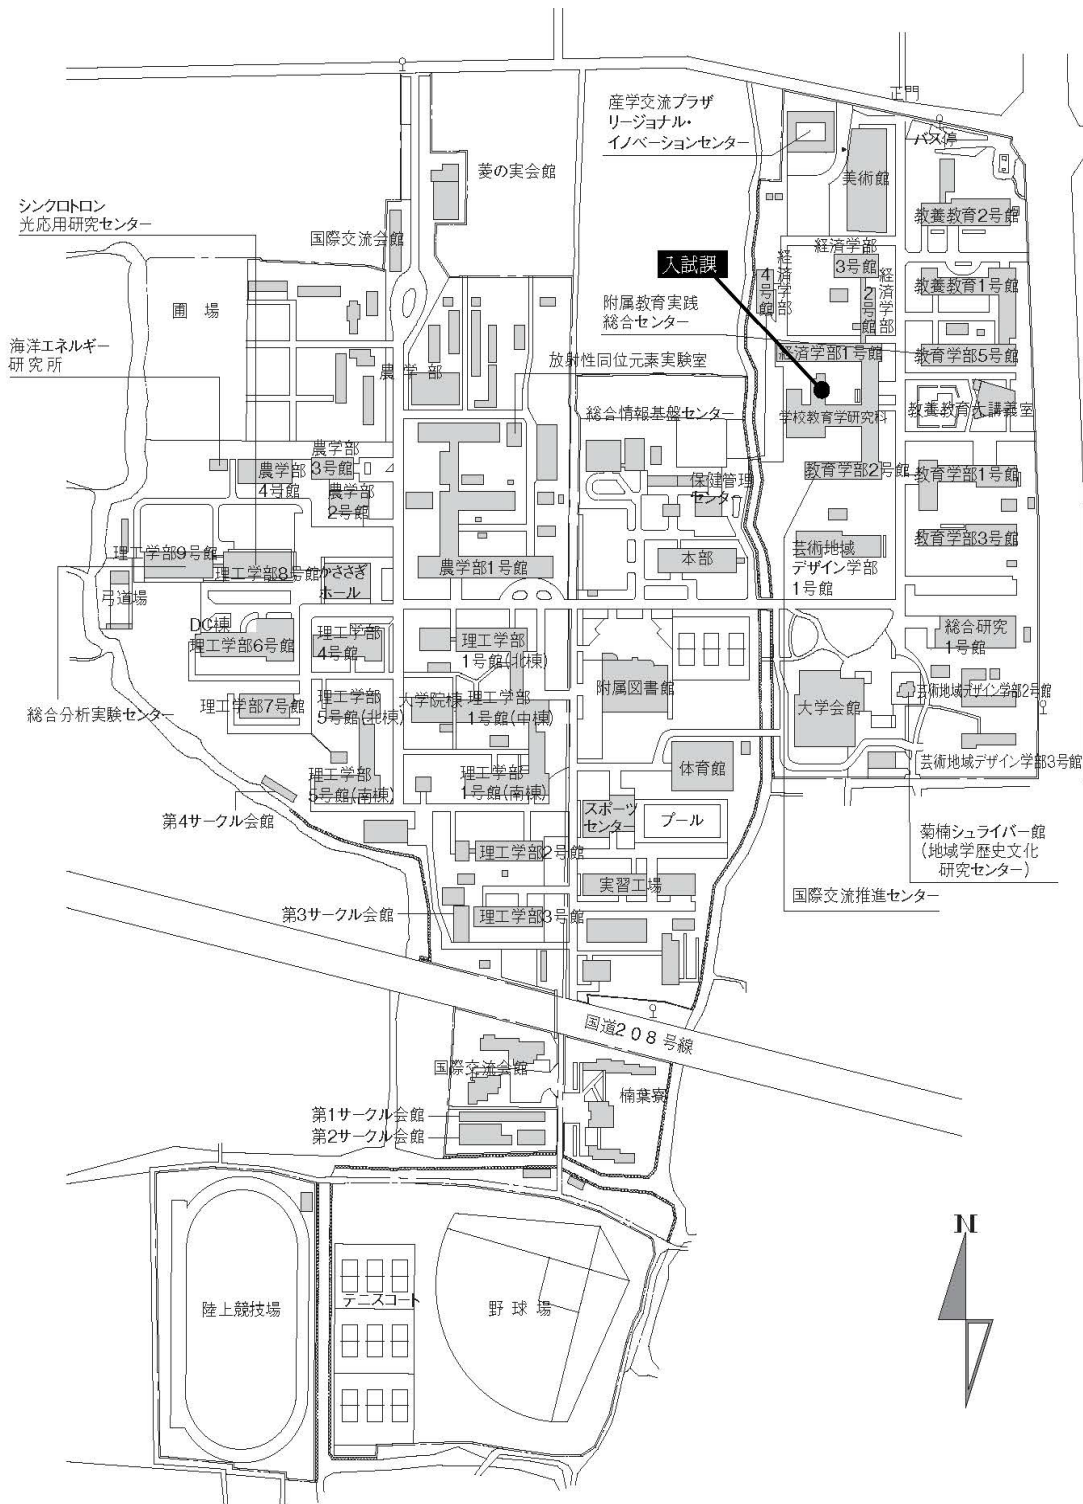 正門
産学交流プラザ
リージョナル・
イノベーションセンター
バス停
菱の実会館
美術館
シンクロトロン
光応用研究センター
教養教育2号館
国際交流会館
経済学部
3号館
入試課
経済学部
4号館
経済学部
2号館
教養教育1号館
圃場
附属教育実践
総合センター
海洋エネルギー
研究所
農学部
放射性同位元素実験室
経済学部1号館
教育学部5号館
総合情報基盤センター
学校教育学研究科
教養教育大講義室
農学部
3号館
農学部
4号館
農学部
2号館
保健管理
センター
教育学部2号館
教育学部1号館
教育学部3号館
理工学部9号館
理工学部8号館
かささぎ
ホール
農学部1号館
本部
芸術地域
デザイン学部
1号館
弓道場
DC棟
理工学部6号館
理工学部
4号館
理工学部
1号館(北棟)
総合研究
1号館
理工学部7号館
理工学部
5号館(北棟)
大学院棟
理工学部
1号館(中棟)
附属図書館
大学会館
芸術地域デザイン学部2号館
総合分析実験センター
理工学部
5号館(南棟)
理工学部
1号館(南棟)
体育館
芸術地域デザイン学部3号館
第4サークル会館
スポーツ
センター
プール
理工学部2号館
菊楠シュライバー館
(地域学歴史文化
研究センター)
実習工場
国際交流推進センター
第3サークル会館
理工学部3号館
国道208号線
国際交流会館
楠葉寮
第1サークル会館
第2サークル会館
N
陸上競技場
テニスコート
野球場